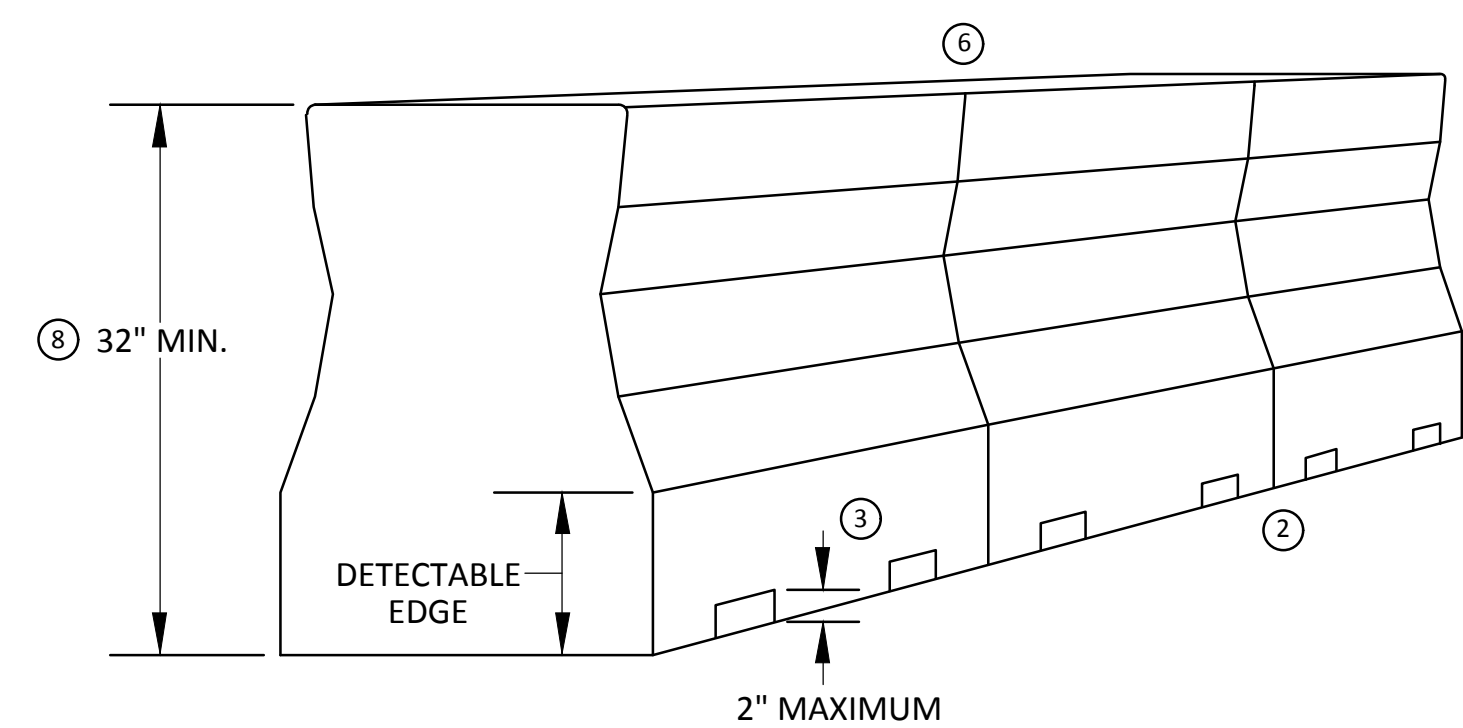 6
8 32" MIN.
3
2
DETECTABLE
EDGE
2" MAXIMUM